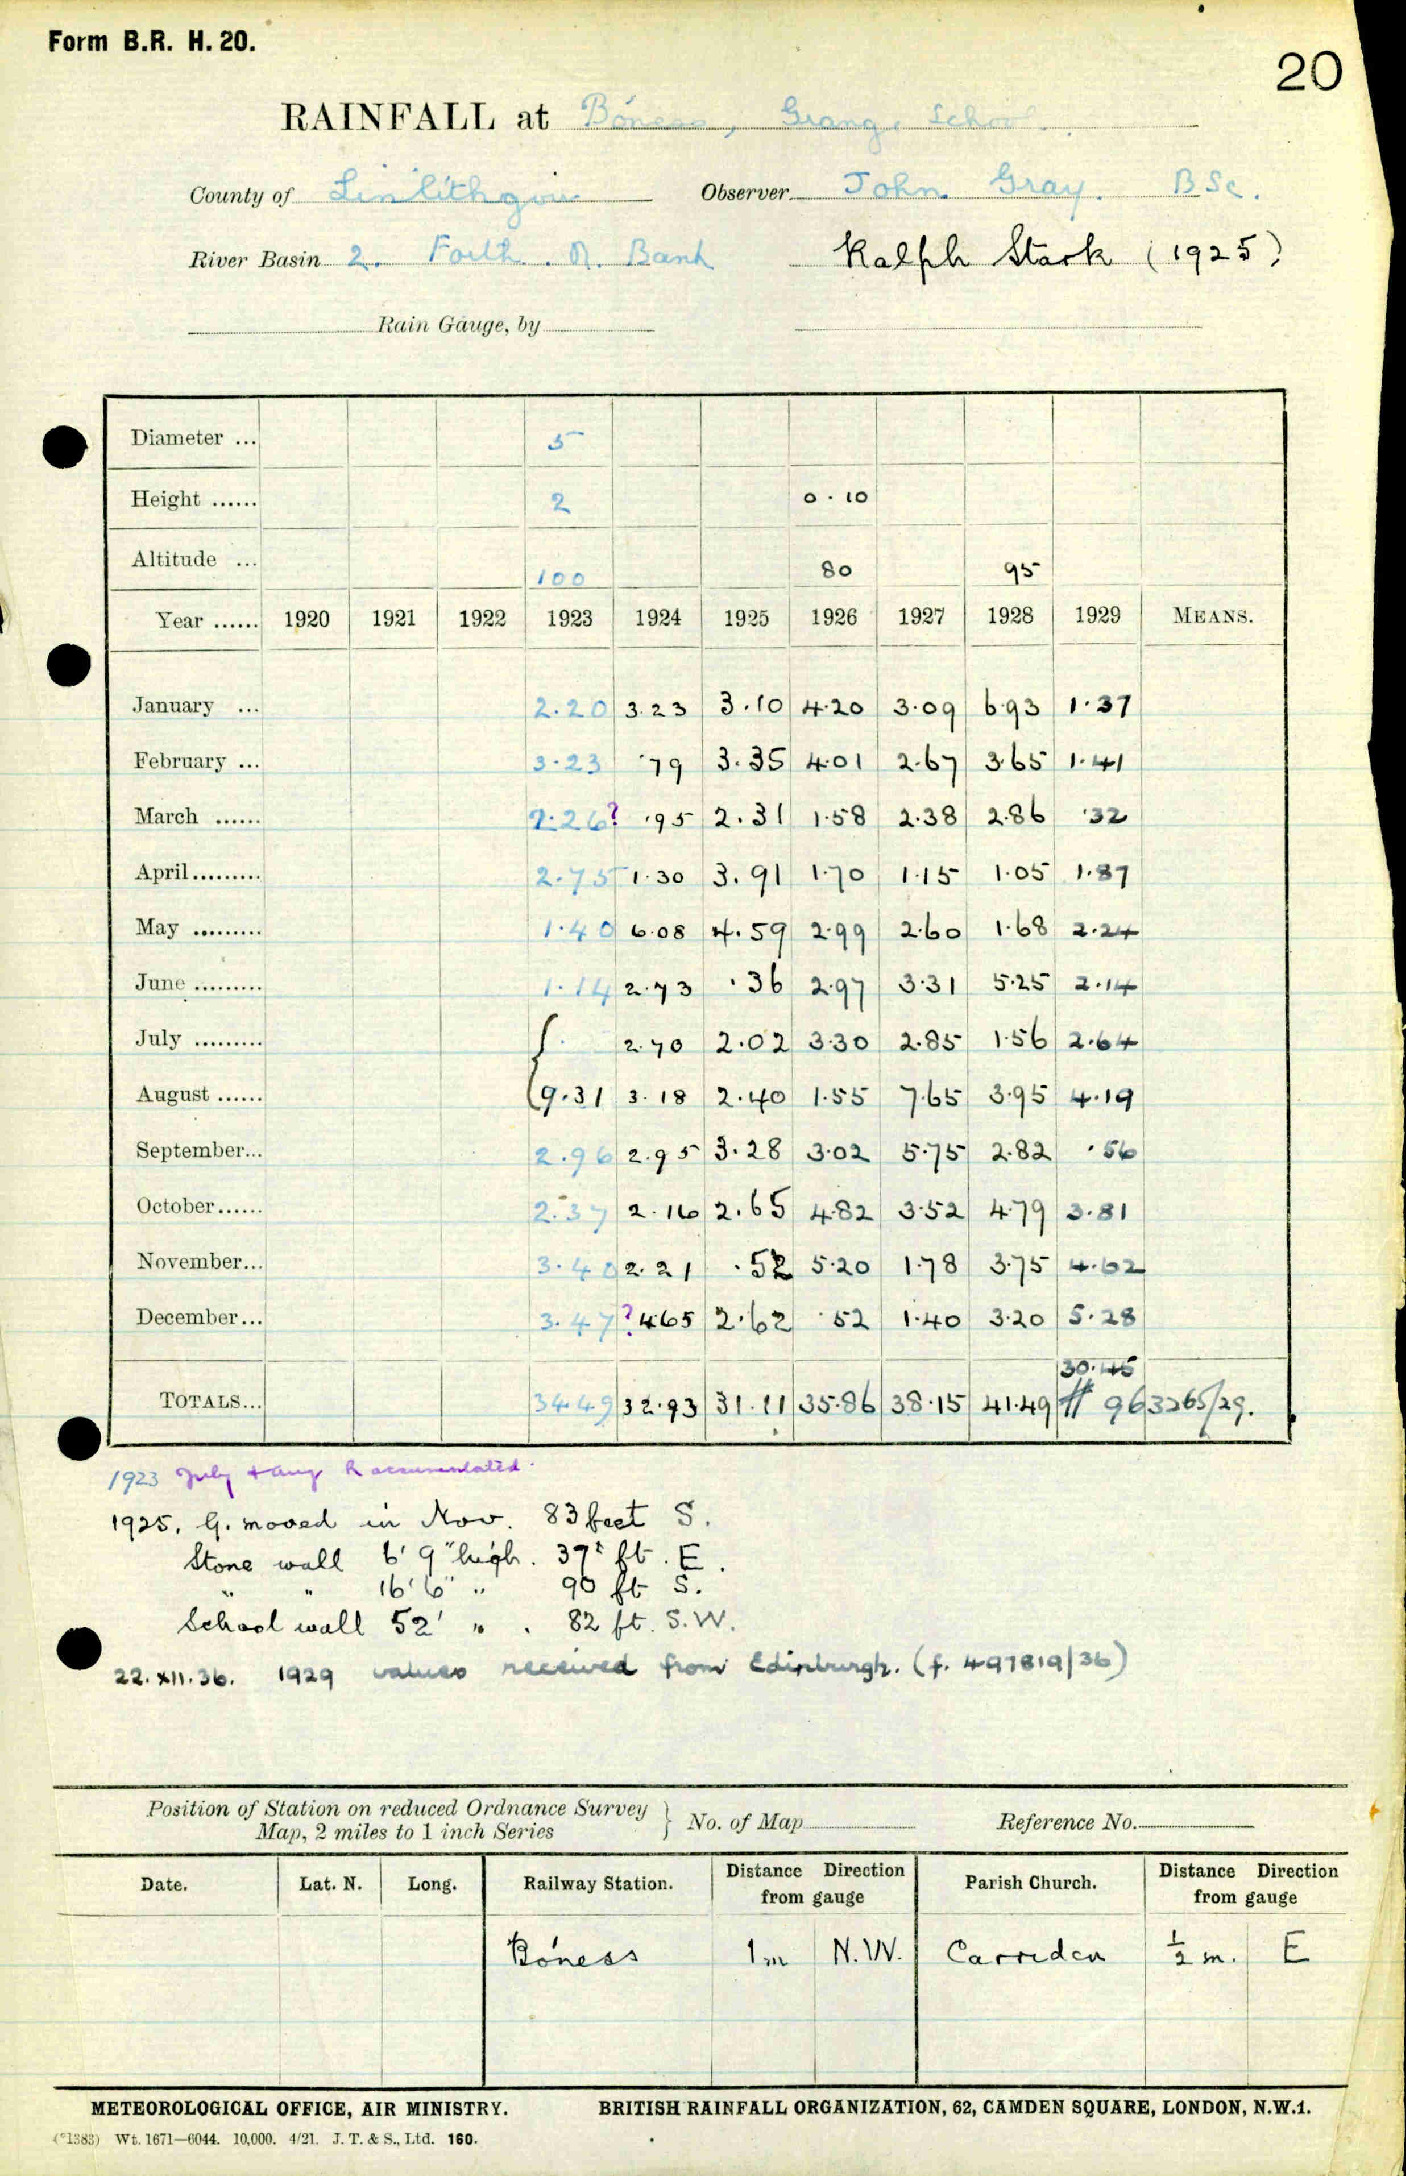 Form B.R. H. 20.
20
RAINFALL at Bóness, Grange School.
County of Linlithgow Observer John Gray. BSc.
River Basin 2. Forth. R. Bank Ralph Stark (1925)
Rain Gauge, by
Diameter ... 5
Height ...... 2 0.10
Altitude ... 100 80 95
Year ...... 1920 1921 1922 1923 1924 1925 1926 1927 1928 1929 MEANS.
January ... 2.20 3.23 3.10 4.20 3.09 6.93 1.37
February ... 3.23 .79 3.35 4.01 2.67 3.65 1.41
March ...... 2.26? .95 2.31 1.58 2.38 2.86 .32
April......... 2.75 1.30 3.91 1.70 1.15 1.05 1.87
May ......... 1.40 6.08 4.59 2.99 2.60 1.68 2.24
June ......... 1.14 2.73 .36 2.97 3.31 5.25 2.14
July ......... { 2.70 2.02 3.30 2.85 1.56 2.64
August ...... 9.31 3.18 2.40 1.55 7.65 3.95 4.19
September... 2.96 2.95 3.28 3.02 5.75 2.82 .56
October...... 2.37 2.16 2.65 4.82 3.52 4.79 3.81
November... 3.40 2.21 .52 5.20 1.78 3.75 4.62
December... 3.47 ?4.65 2.62 .52 1.40 3.20 5.28
30.45
TOTALS... 34.49 32.93 31.11 35.86 38.15 41.49 # 963265/29.
1923 July + Aug R accumulated.
1925. G. moved in Nov. 83 feet S.
Stone wall 6' 9" high. 37 ft. E.
" " 16' 6" " 90 ft S.
School wall 52' " . 82 ft. S.W.
22.XII.36. 1929 values received from Edinburgh. (f. 497819/36)
Position of Station on reduced Ordnance Survey } No. of Map Reference No.
Map, 2 miles to 1 inch Series
Date. Lat. N. Long. Railway Station. Distance Direction from gauge Parish Church. Distance Direction from gauge
Bóness 1 m N.W. Carriden ½ m. E
METEOROLOGICAL OFFICE, AIR MINISTRY. BRITISH RAINFALL ORGANIZATION, 62, CAMDEN SQUARE, LONDON, N.W.1.
(*1383) Wt. 1671—6044. 10,000. 4/21. J. T. & S., Ltd. 160.